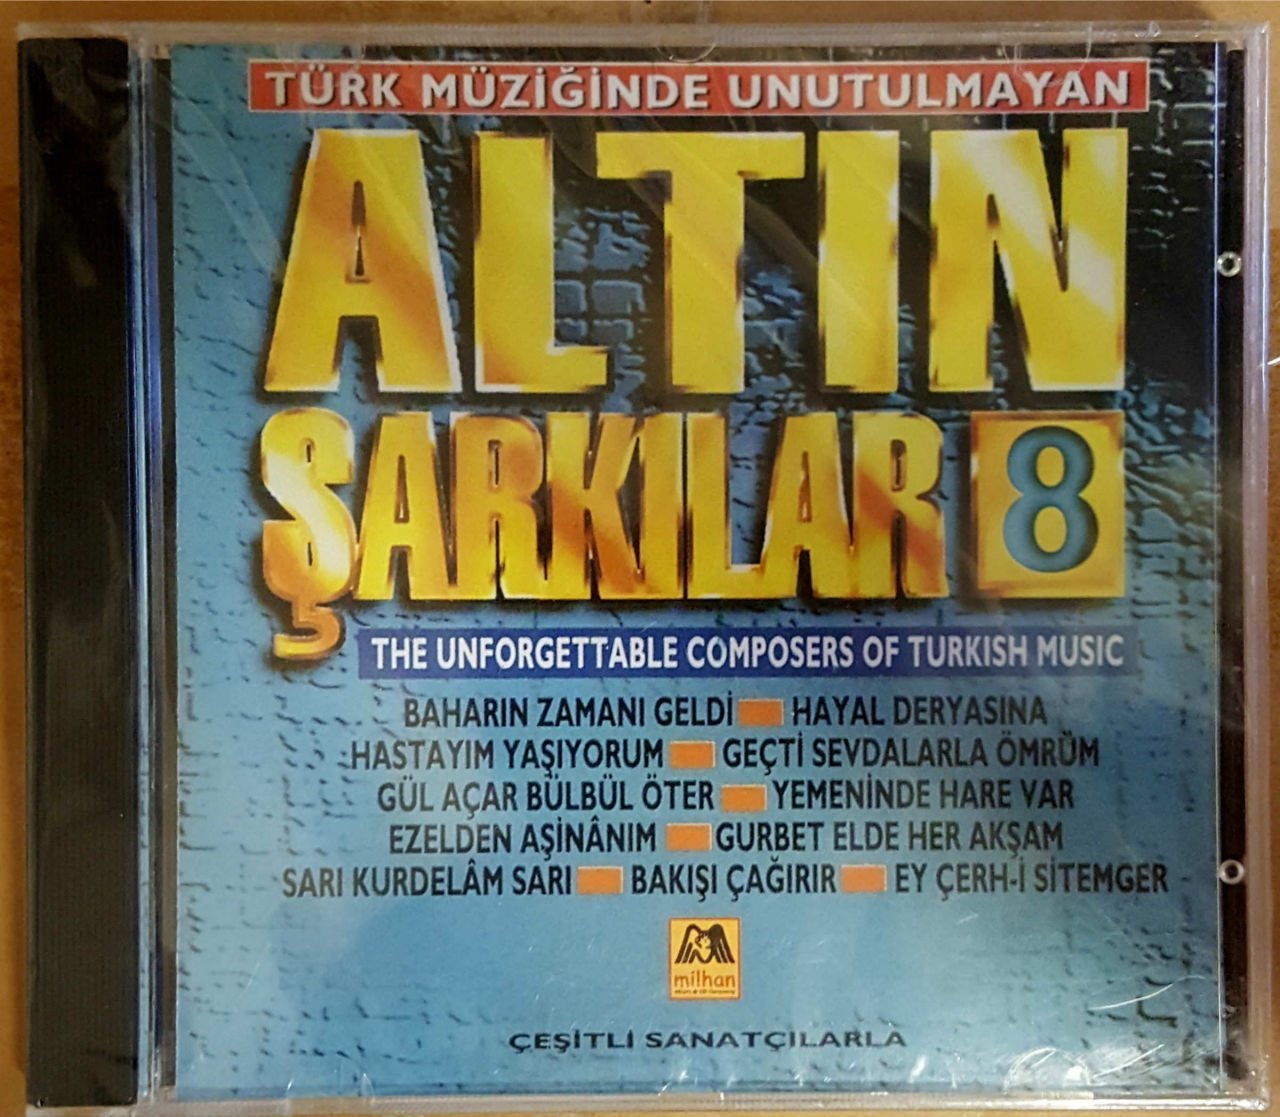 TÜRK MÜZİĞİNDE UNUTULMAYAN
ALTIN
ŞARKILAR 8
THE UNFORGETTABLE COMPOSERS OF TURKISH MUSIC
BAHARIN ZAMANI GELDİ HAYAL DERYASINA
HASTAYIM YAŞIYORUM GEÇTİ SEVDALARLA ÖMRÜM
GÜL AÇAR BÜLBÜL ÖTER YEMENİNDE HARE VAR
EZELDEN AŞİNÂNIM GURBET ELDE HER AKŞAM
SARI KURDELÂM SARI BAKIŞI ÇAĞIRIR EY ÇERH-İ SİTEMGER
milhan
ÇEŞİTLİ SANATÇILARLA